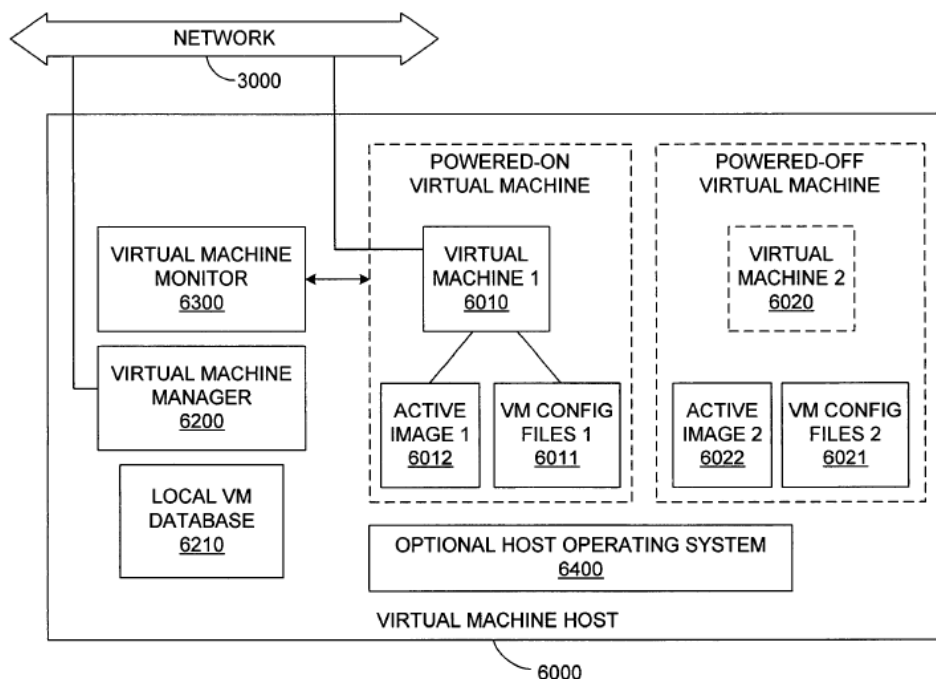 NETWORK
3000
POWERED-ON
VIRTUAL MACHINE
POWERED-OFF
VIRTUAL MACHINE
VIRTUAL MACHINE
MONITOR
6300
VIRTUAL
MACHINE 1
6010
VIRTUAL
MACHINE 2
6020
VIRTUAL MACHINE
MANAGER
6200
ACTIVE
IMAGE 1
6012
VM CONFIG
FILES 1
6011
ACTIVE
IMAGE 2
6022
VM CONFIG
FILES 2
6021
LOCAL VM
DATABASE
6210
OPTIONAL HOST OPERATING SYSTEM
6400
VIRTUAL MACHINE HOST
6000